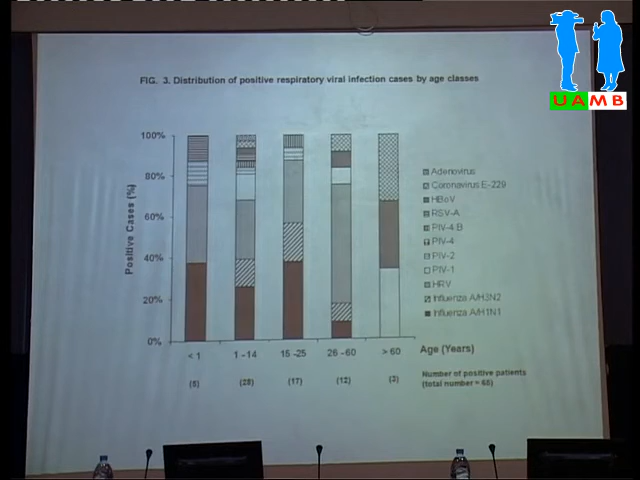 UAMB
FIG. 3. Distribution of positive respiratory viral infection cases by age classes
Positive Cases (%)
100%
80%
60%
40%
20%
0%
Adenovirus
Coronavirus E-229
HBoV
RSV-A
PIV-4 B
PIV-4
PIV-2
PIV-1
HRV
Influenza A/H3N2
Influenza A/H1N1
< 1 1 -14 15 -25 26 -60 > 60 Age (Years)
(5) (28) (17) (12) (3) Number of positive patients
(total number = 65)